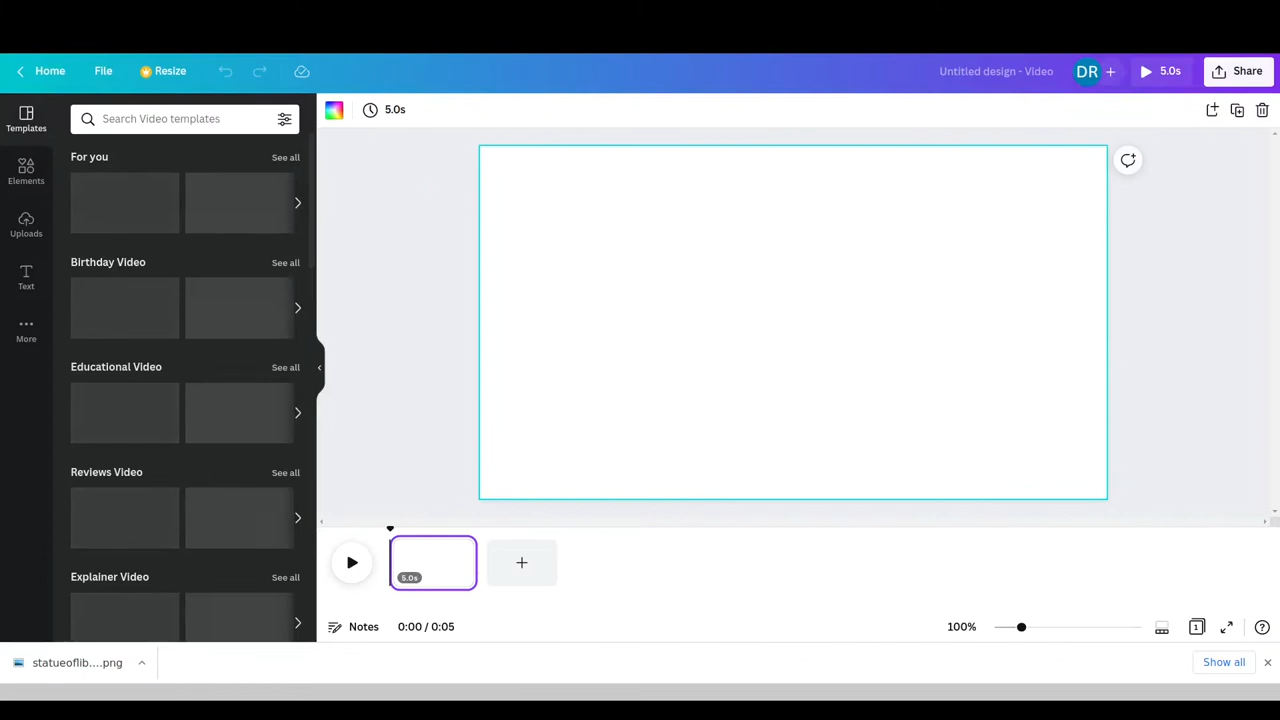 Home
File
Resize
Untitled design - Video
DR
+
5.0s
Share
Templates
Elements
Uploads
Text
More
Search Video templates
For you
See all
Birthday Video
See all
Educational Video
See all
Reviews Video
See all
Explainer Video
See all
5.0s
5.0s
Notes
0:00 / 0:05
100%
1
statueoflib....png
Show all